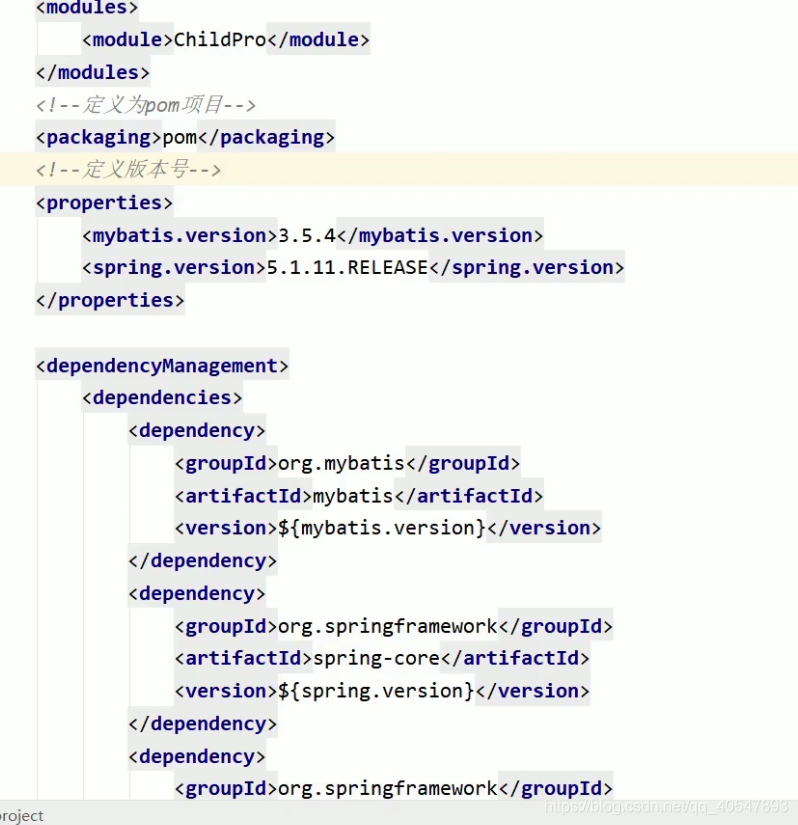 <modules>
<module>ChildPro</module>
</modules>
<!--定义为pom项目-->
<packaging>pom</packaging>
<!--定义版本号-->
<properties>
<mybatis.version>3.5.4</mybatis.version>
<spring.version>5.1.11.RELEASE</spring.version>
</properties>
<dependencyManagement>
<dependencies>
<dependency>
<groupId>org.mybatis</groupId>
<artifactId>mybatis</artifactId>
<version>${mybatis.version}</version>
</dependency>
<dependency>
<groupId>org.springframework</groupId>
<artifactId>spring-core</artifactId>
<version>${spring.version}</version>
</dependency>
<dependency>
<groupId>org.springframework</groupId>
https://blog.csdn.net/qq_40647893
roject